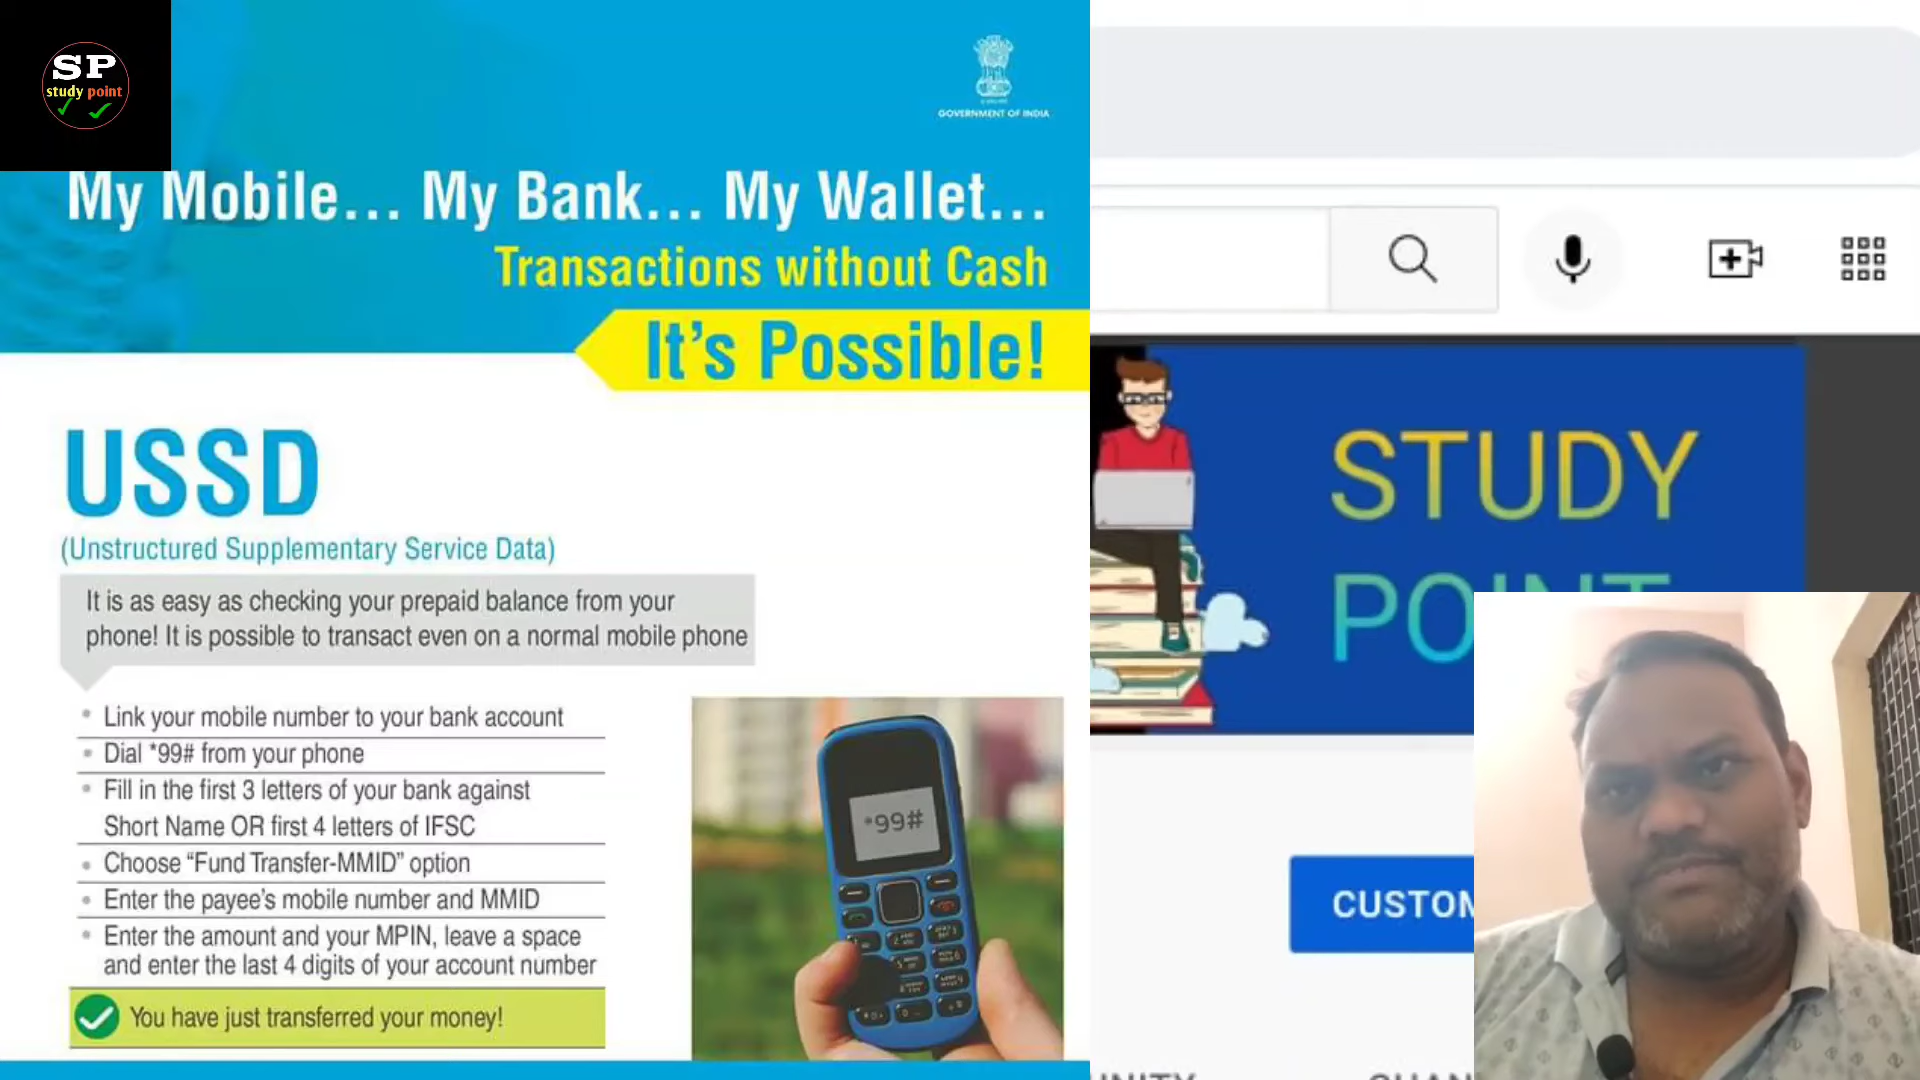 SP
study point
GOVERNMENT OF INDIA
My Mobile... My Bank... My Wallet...
Transactions without Cash
It's Possible!
USSD
(Unstructured Supplementary Service Data)
It is as easy as checking your prepaid balance from your
phone! It is possible to transact even on a normal mobile phone
• Link your mobile number to your bank account
• Dial *99# from your phone
• Fill in the first 3 letters of your bank against
Short Name OR first 4 letters of IFSC
• Choose “Fund Transfer-MMID” option
• Enter the payee's mobile number and MMID
• Enter the amount and your MPIN, leave a space
and enter the last 4 digits of your account number
You have just transferred your money!
*99#
STUDY
POINT
CUSTOM